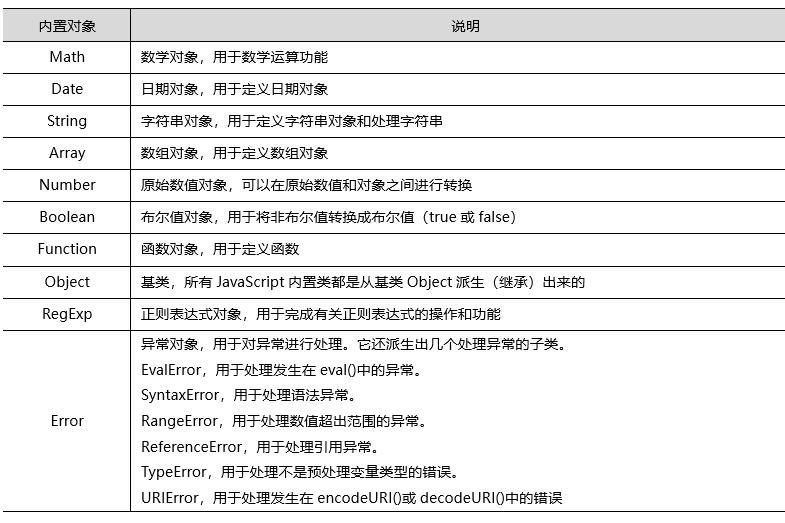 内置对象 说明
Math 数学对象，用于数学运算功能
Date 日期对象，用于定义日期对象
String 字符串对象，用于定义字符串对象和处理字符串
Array 数组对象，用于定义数组对象
Number 原始数值对象，可以在原始数值和对象之间进行转换
Boolean 布尔值对象，用于将非布尔值转换成布尔值（true 或 false）
Function 函数对象，用于定义函数
Object 基类，所有 JavaScript 内置类都是从基类 Object 派生（继承）出来的
RegExp 正则表达式对象，用于完成有关正则表达式的操作和功能
Error 异常对象，用于对异常进行处理。它还派生出几个处理异常的子类。
EvalError，用于处理发生在 eval()中的异常。
SyntaxError，用于处理语法异常。
RangeError，用于处理数值超出范围的异常。
ReferenceError，用于处理引用异常。
TypeError，用于处理不是预处理变量类型的错误。
URIError，用于处理发生在 encodeURI()或 decodeURI()中的错误